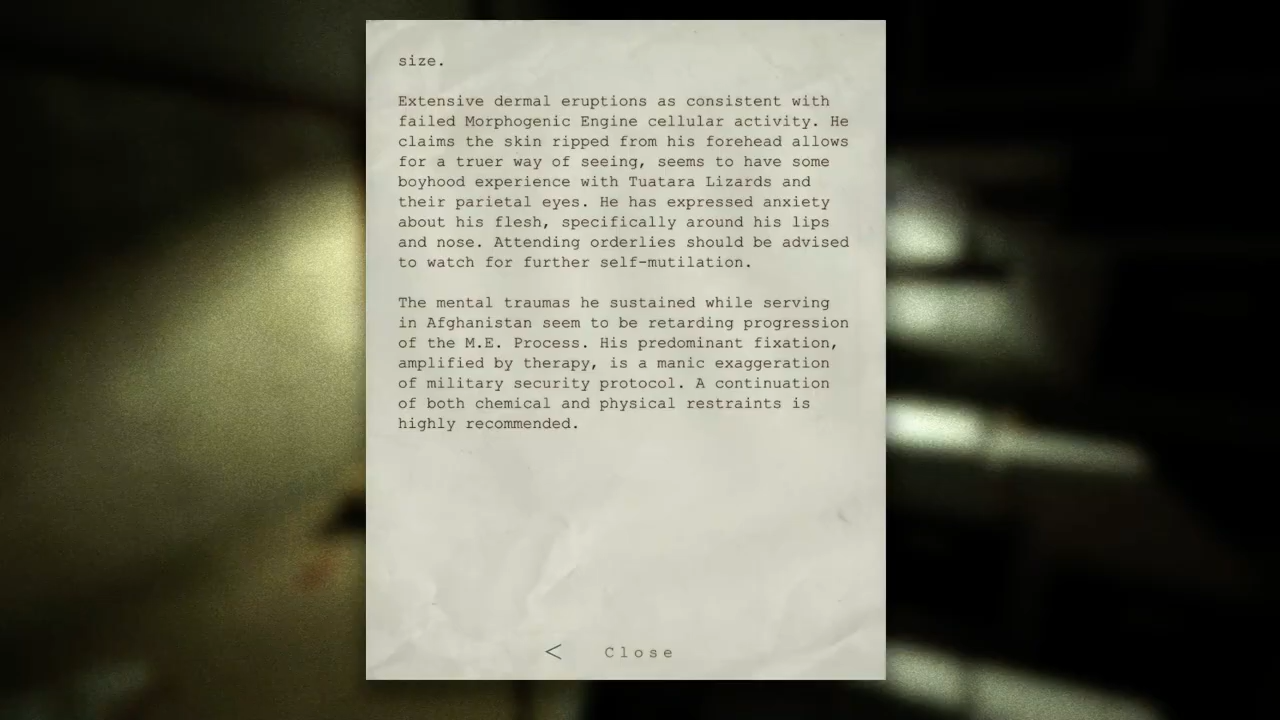 size.
Extensive dermal eruptions as consistent with
failed Morphogenic Engine cellular activity. He
claims the skin ripped from his forehead allows
for a truer way of seeing, seems to have some
boyhood experience with Tuatara Lizards and
their parietal eyes. He has expressed anxiety
about his flesh, specifically around his lips
and nose. Attending orderlies should be advised
to watch for further self-mutilation.
The mental traumas he sustained while serving
in Afghanistan seem to be retarding progression
of the M.E. Process. His predominant fixation,
amplified by therapy, is a manic exaggeration
of military security protocol. A continuation
of both chemical and physical restraints is
highly recommended.
< Close